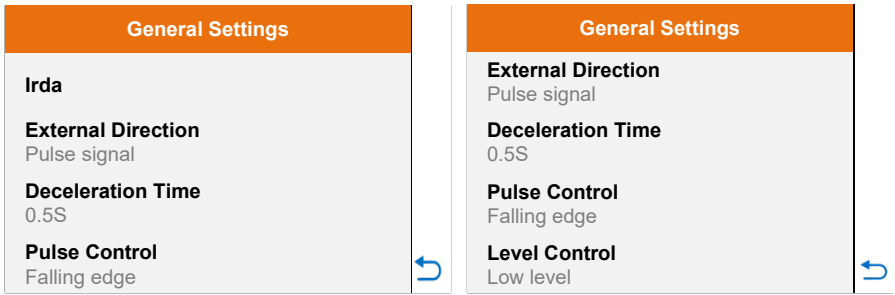 General Settings
Irda
External Direction
Pulse signal
Deceleration Time
0.5S
Pulse Control
Falling edge
General Settings
External Direction
Pulse signal
Deceleration Time
0.5S
Pulse Control
Falling edge
Level Control
Low level